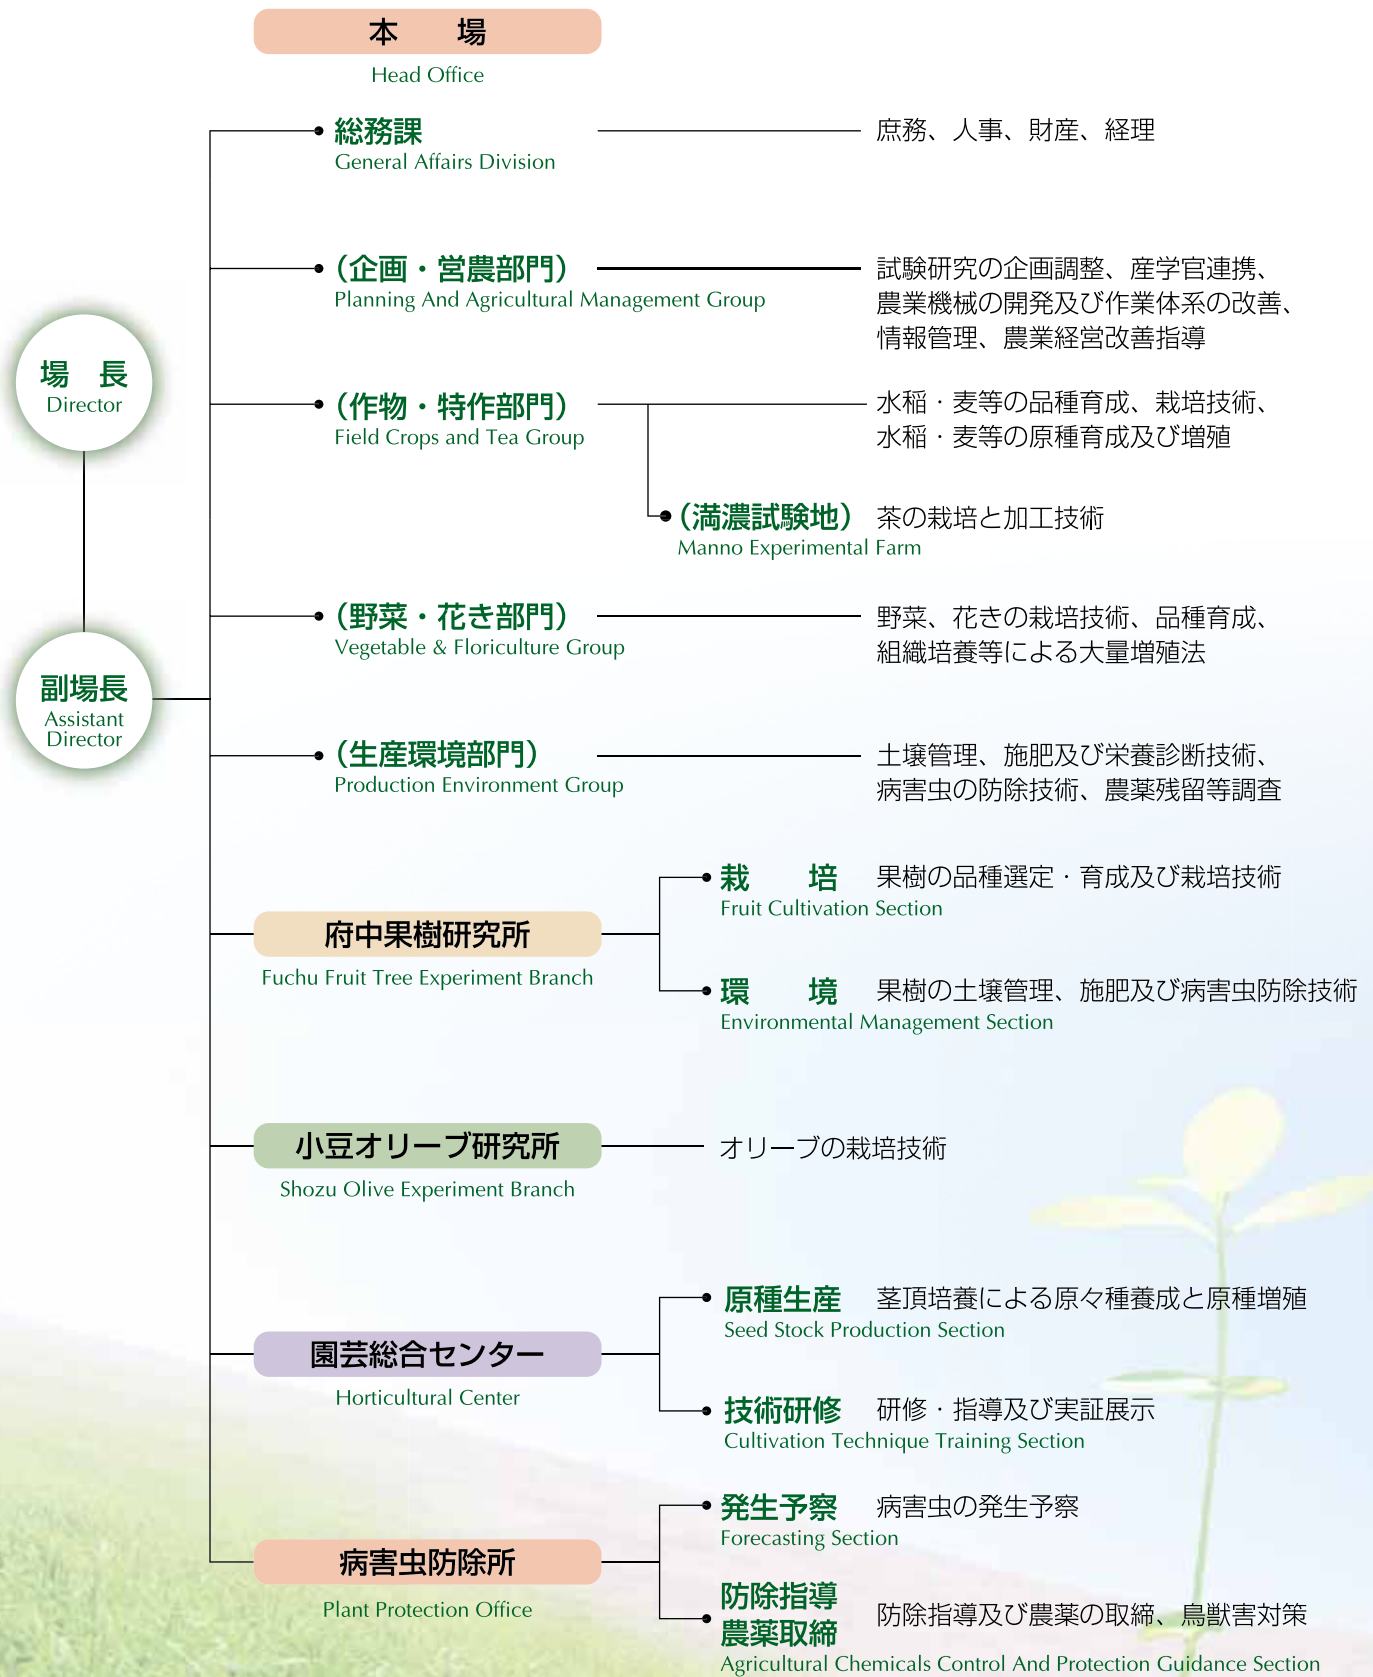 本　場
Head Office
総務課
General Affairs Division
庶務、人事、財産、経理
（企画・営農部門）
Planning And Agricultural Management Group
試験研究の企画調整、産学官連携、
農業機械の開発及び作業体系の改善、
情報管理、農業経営改善指導
場　長
Director
（作物・特作部門）
Field Crops and Tea Group
水稲・麦等の品種育成、栽培技術、
水稲・麦等の原種育成及び増殖
（満濃試験地）
Manno Experimental Farm
茶の栽培と加工技術
（野菜・花き部門）
Vegetable & Floriculture Group
野菜、花きの栽培技術、品種育成、
組織培養等による大量増殖法
副場長
Assistant
Director
（生産環境部門）
Production Environment Group
土壌管理、施肥及び栄養診断技術、
病害虫の防除技術、農薬残留等調査
府中果樹研究所
Fuchu Fruit Tree Experiment Branch
栽　培
Fruit Cultivation Section
果樹の品種選定・育成及び栽培技術
環　境
Environmental Management Section
果樹の土壌管理、施肥及び病害虫防除技術
小豆オリーブ研究所
Shozu Olive Experiment Branch
オリーブの栽培技術
園芸総合センター
Horticultural Center
原種生産
Seed Stock Production Section
茎頂培養による原々種養成と原種増殖
技術研修
Cultivation Technique Training Section
研修・指導及び実証展示
病害虫防除所
Plant Protection Office
発生予察
Forecasting Section
病害虫の発生予察
防除指導
農薬取締
Agricultural Chemicals Control And Protection Guidance Section
防除指導及び農薬の取締、鳥獣害対策